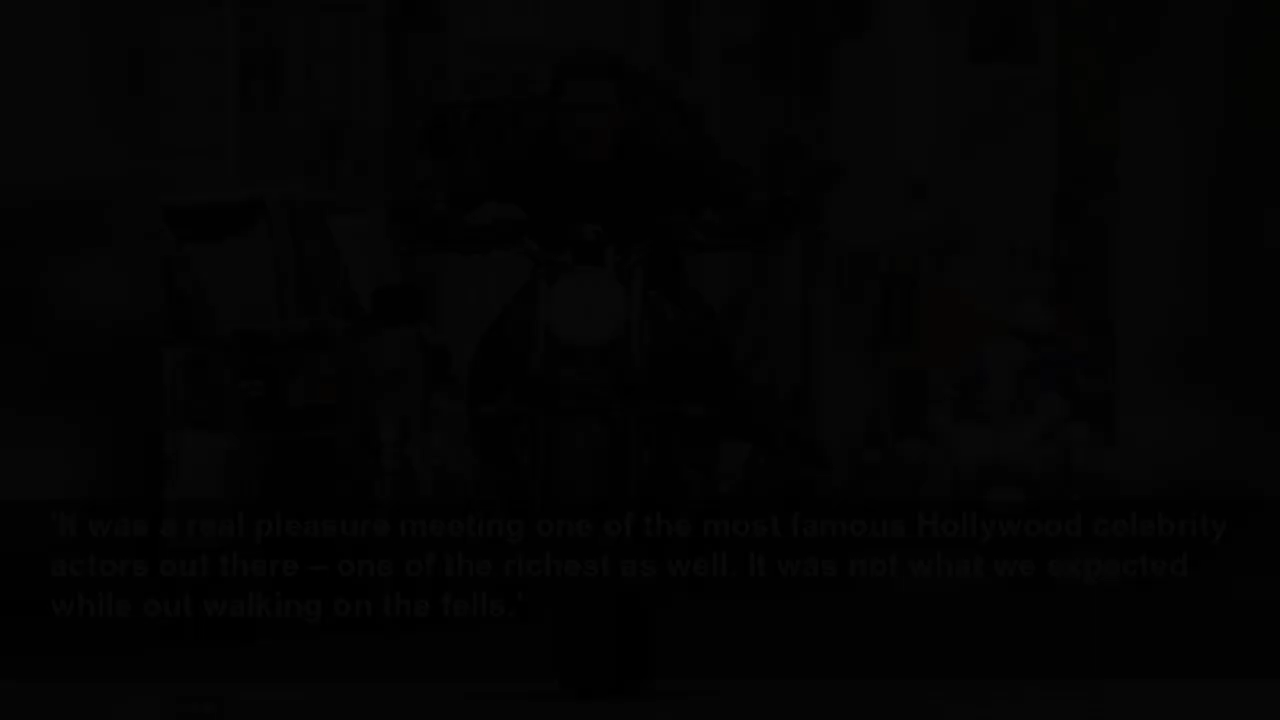 'It was a real pleasure meeting one of the most famous Hollywood celebrity
actors out there – one of the richest as well. It was not what we expected
while out walking on the fells.'